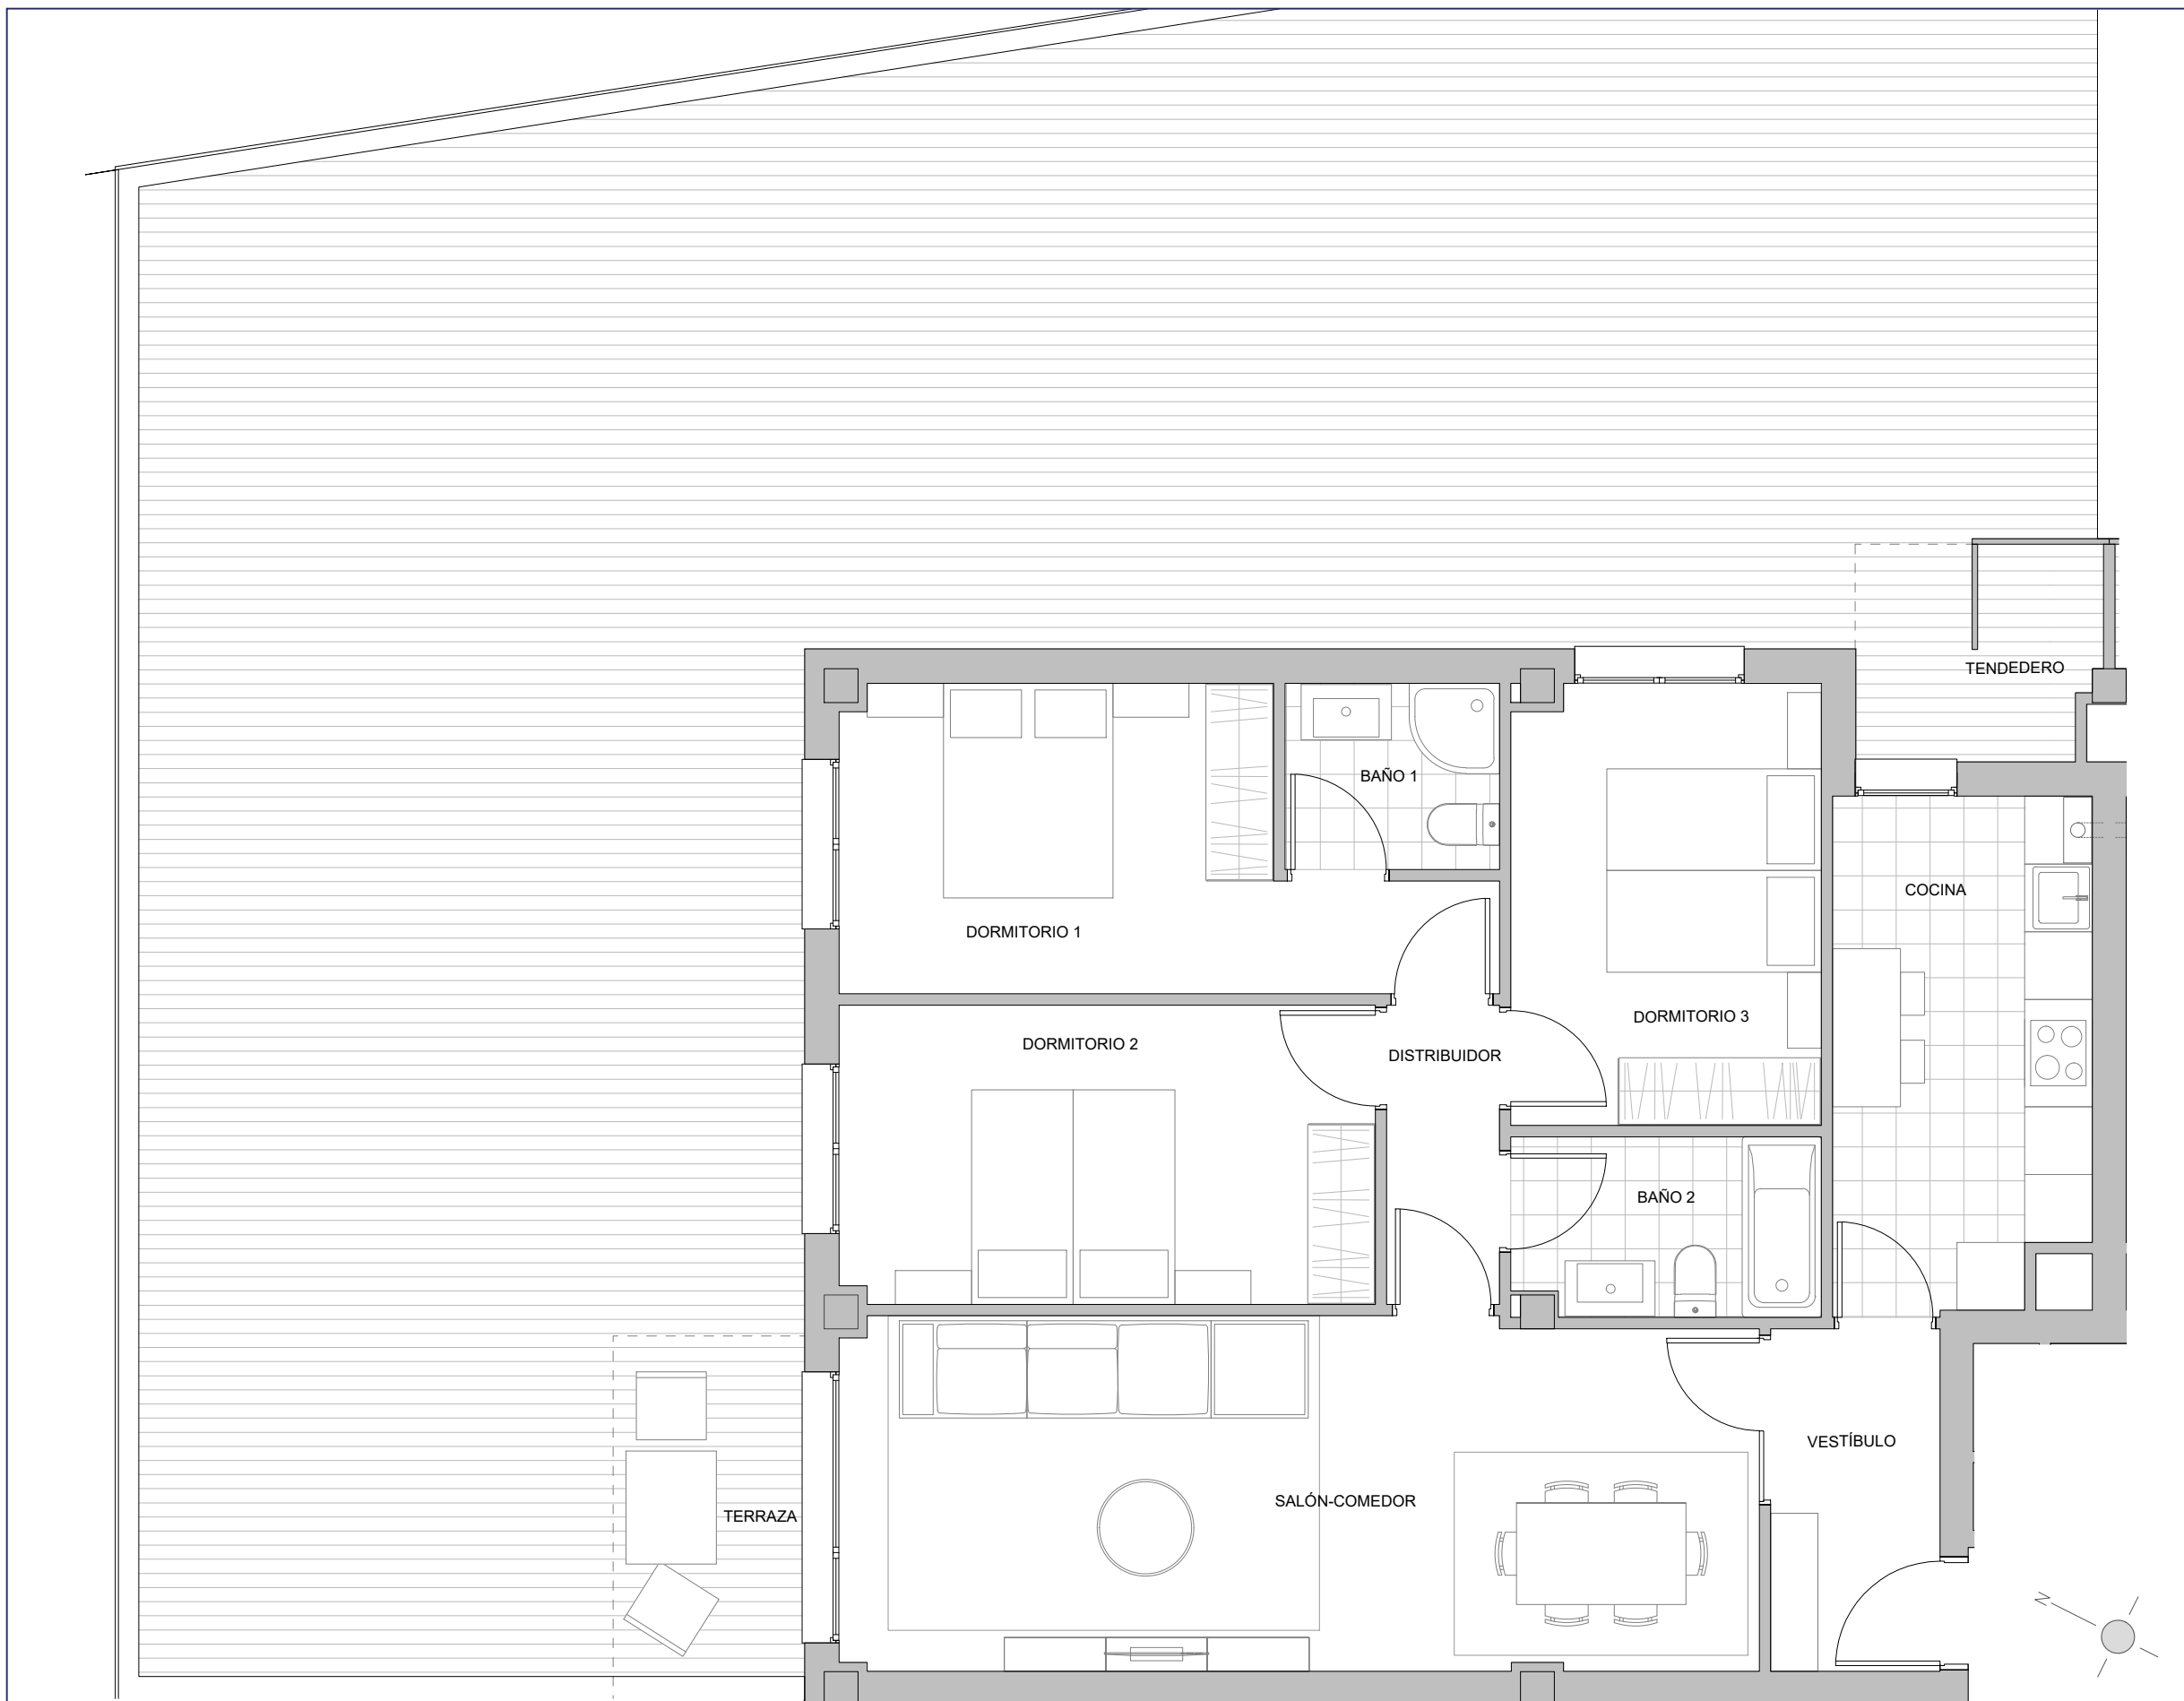 TENDEDERO
BAÑO 1
COCINA
DORMITORIO 1
DORMITORIO 3
DORMITORIO 2
DISTRIBUIDOR
BAÑO 2
VESTÍBULO
SALÓN-COMEDOR
TERRAZA
N